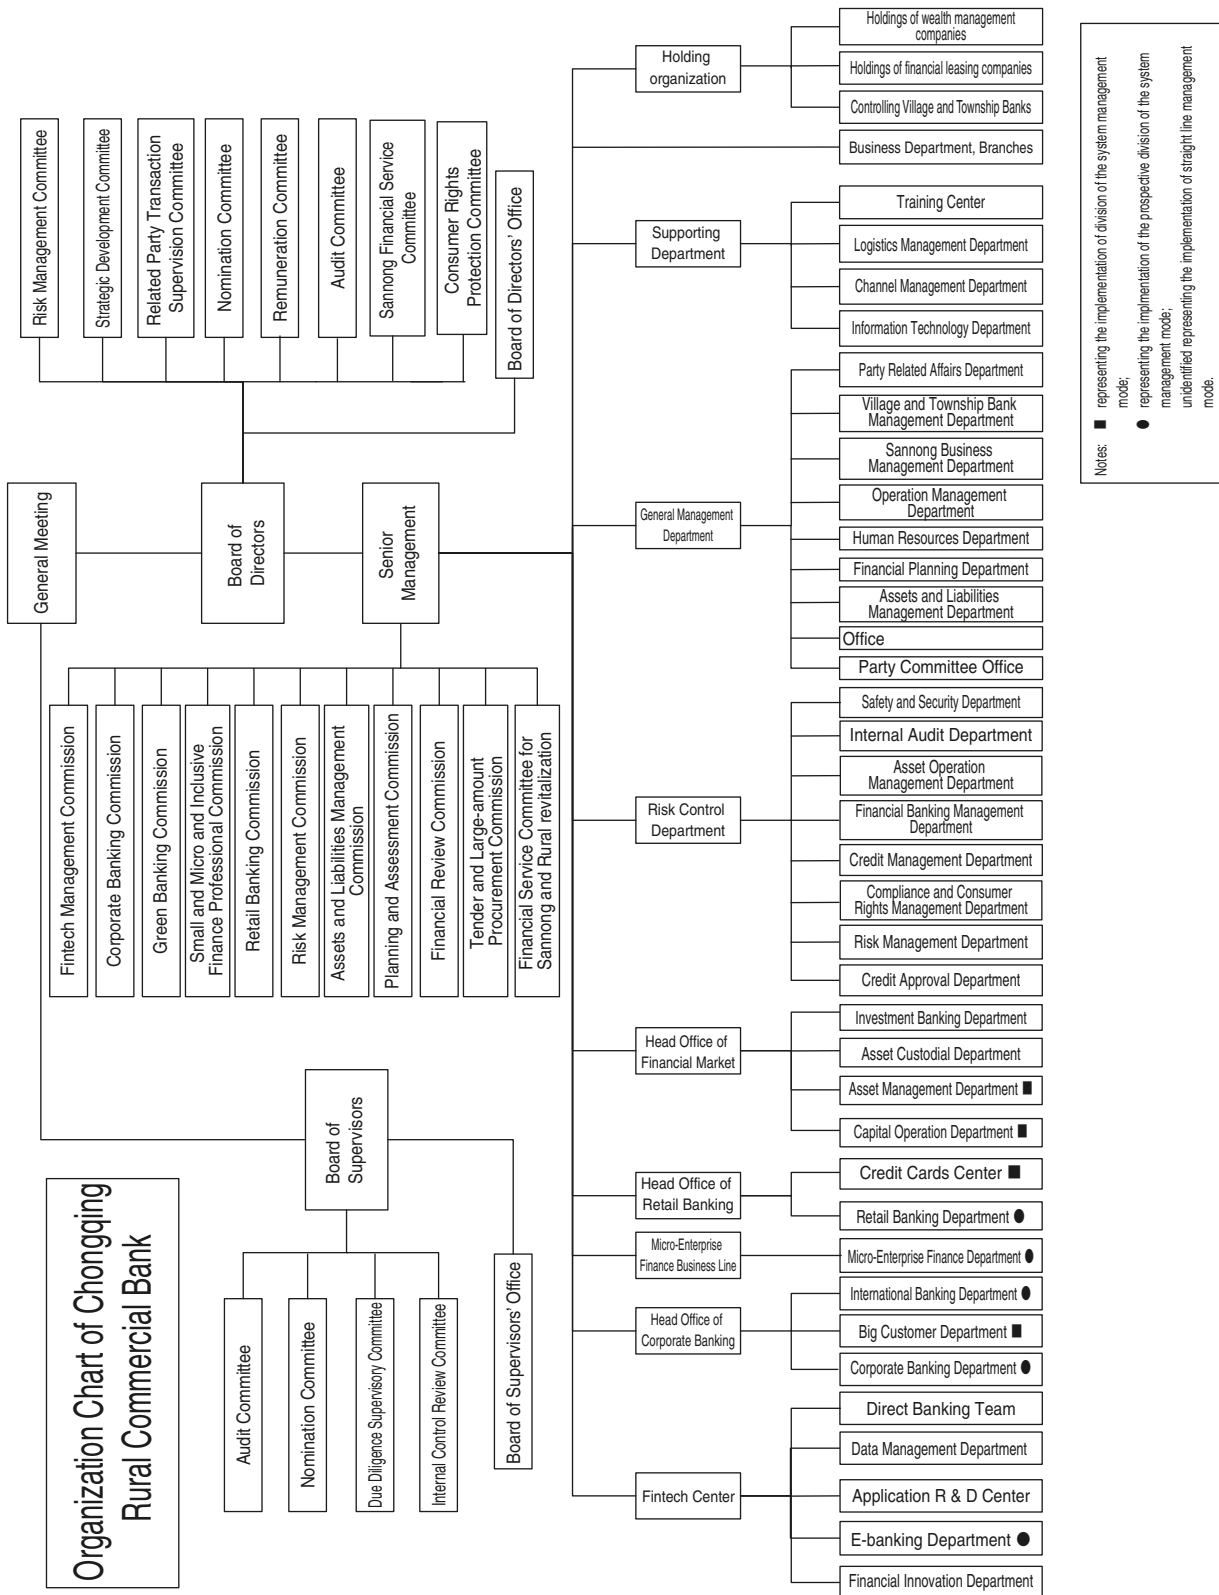 Organization Chart of Chongqing
Rural Commercial Bank
General Meeting
Board of
Supervisors
Audit Committee
Nomination Committee
Due Diligence Supervisory Committee
Internal Control Review Committee
Board of Supervisors' Office
Board of
Directors
Risk Management Committee
Strategic Development Committee
Related Party Transaction
Supervision Committee
Nomination Committee
Remuneration Committee
Audit Committee
Sannong Financial Service
Committee
Consumer Rights
Protection Committee
Board of Directors' Office
Senior
Management
Fintech Management Commission
Corporate Banking Commission
Green Banking Commission
Small and Micro and Inclusive
Finance Professional Commission
Retail Banking Commission
Risk Management Commission
Assets and Liabilities Management
Commission
Planning and Assessment Commission
Financial Review Commission
Tender and Large-amount
Procurement Commission
Financial Service Committee for
Sannong and Rural revitalization
Holding
organization
Holdings of wealth management
companies
Holdings of financial leasing companies
Controlling Village and Township Banks
Business Department, Branches
Supporting
Department
Training Center
Logistics Management Department
Channel Management Department
Information Technology Department
General Management
Department
Party Related Affairs Department
Village and Township Bank
Management Department
Sannong Business
Management Department
Operation Management
Department
Human Resources Department
Financial Planning Department
Assets and Liabilities
Management Department
Office
Party Committee Office
Risk Control
Department
Safety and Security Department
Internal Audit Department
Asset Operation
Management Department
Financial Banking Management
Department
Credit Management Department
Compliance and Consumer
Rights Management Department
Risk Management Department
Credit Approval Department
Head Office of
Financial Market
Investment Banking Department
Asset Custodial Department
Asset Management Department ■
Capital Operation Department ■
Head Office of
Retail Banking
Credit Cards Center ■
Retail Banking Department ●
Micro-Enterprise
Finance Business Line
Micro-Enterprise Finance Department ●
Head Office of
Corporate Banking
International Banking Department ●
Big Customer Department ■
Corporate Banking Department ●
Fintech Center
Direct Banking Team
Data Management Department
Application R & D Center
E-banking Department ●
Financial Innovation Department
Notes: ■ representing the implementation of division of the system management
mode;
● representing the implmentation of the prospective division of the system
management mode;
unidentified representing the implementation of straight line management
mode.